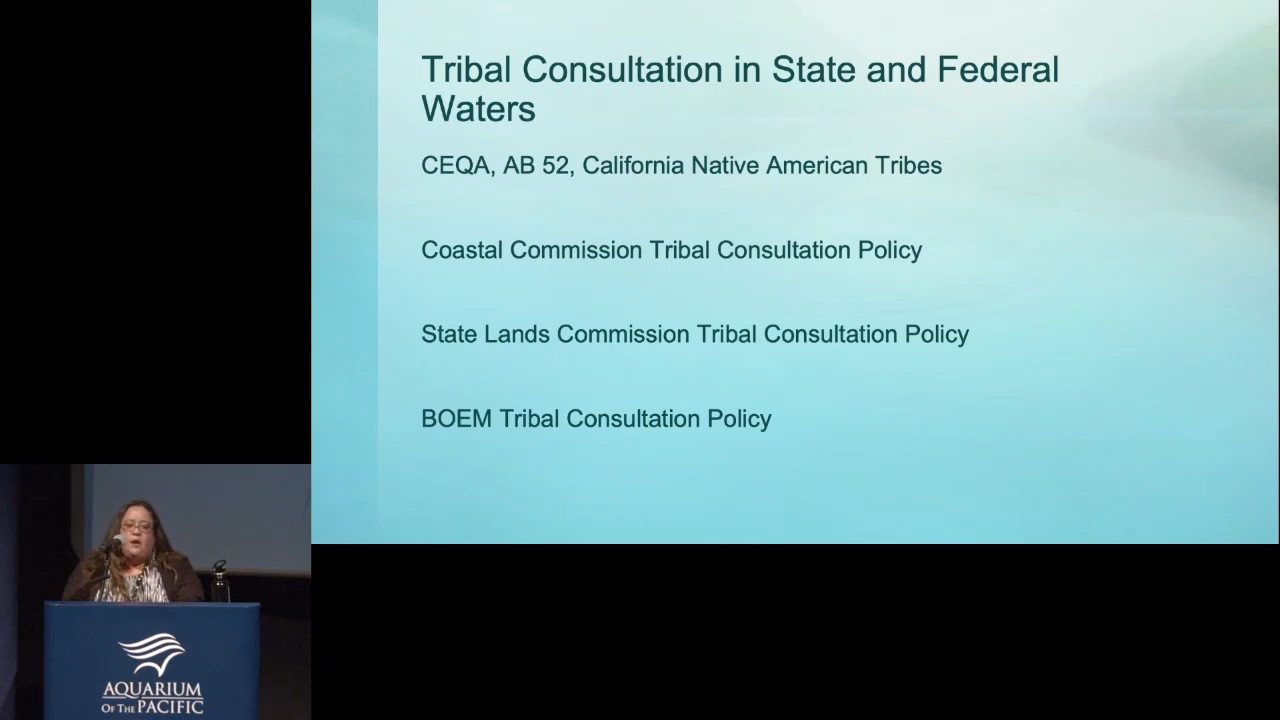 Tribal Consultation in State and Federal
Waters
CEQA, AB 52, California Native American Tribes
Coastal Commission Tribal Consultation Policy
State Lands Commission Tribal Consultation Policy
BOEM Tribal Consultation Policy
AQUARIUM
OF THE PACIFIC